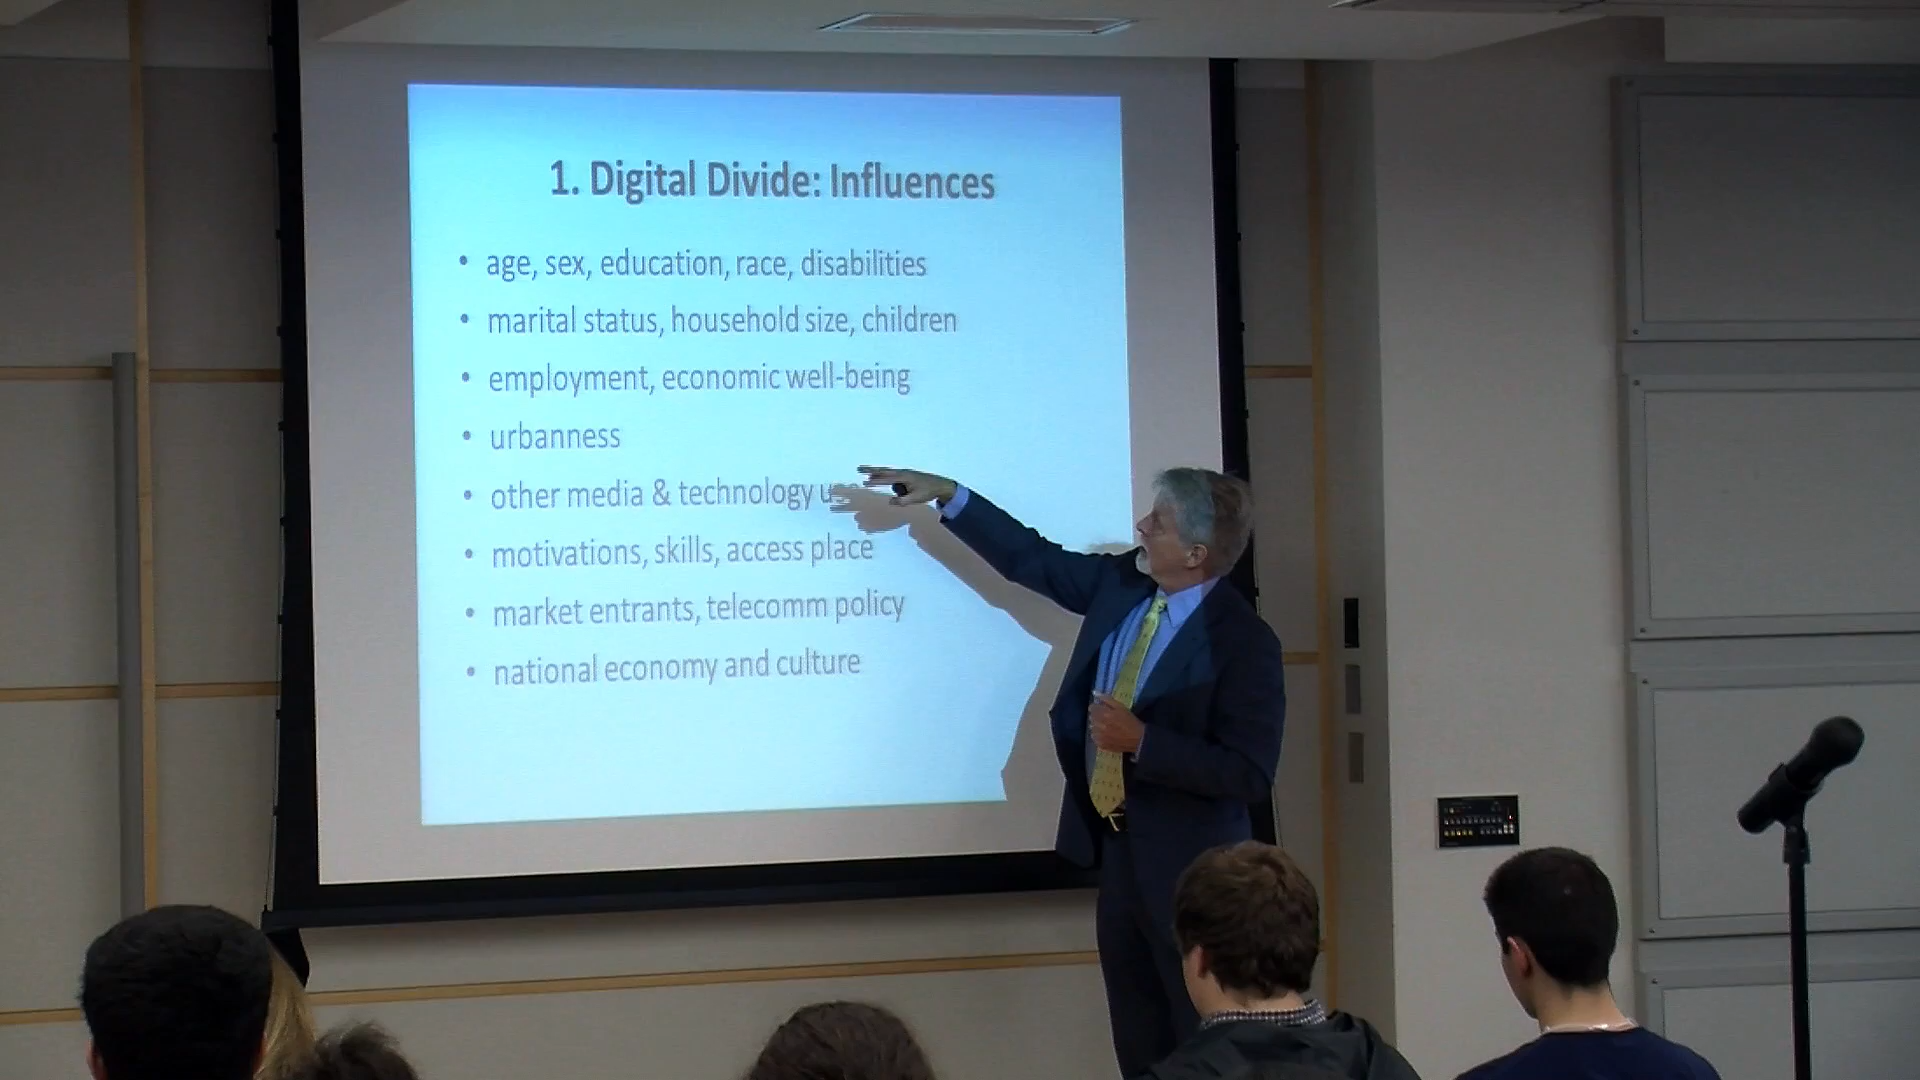 1. Digital Divide: Influences
• age, sex, education, race, disabilities
• marital status, household size, children
• employment, economic well-being
• urbanness
• other media & technology
• motivations, skills, access place
• market entrants, telecomm policy
• national economy and culture